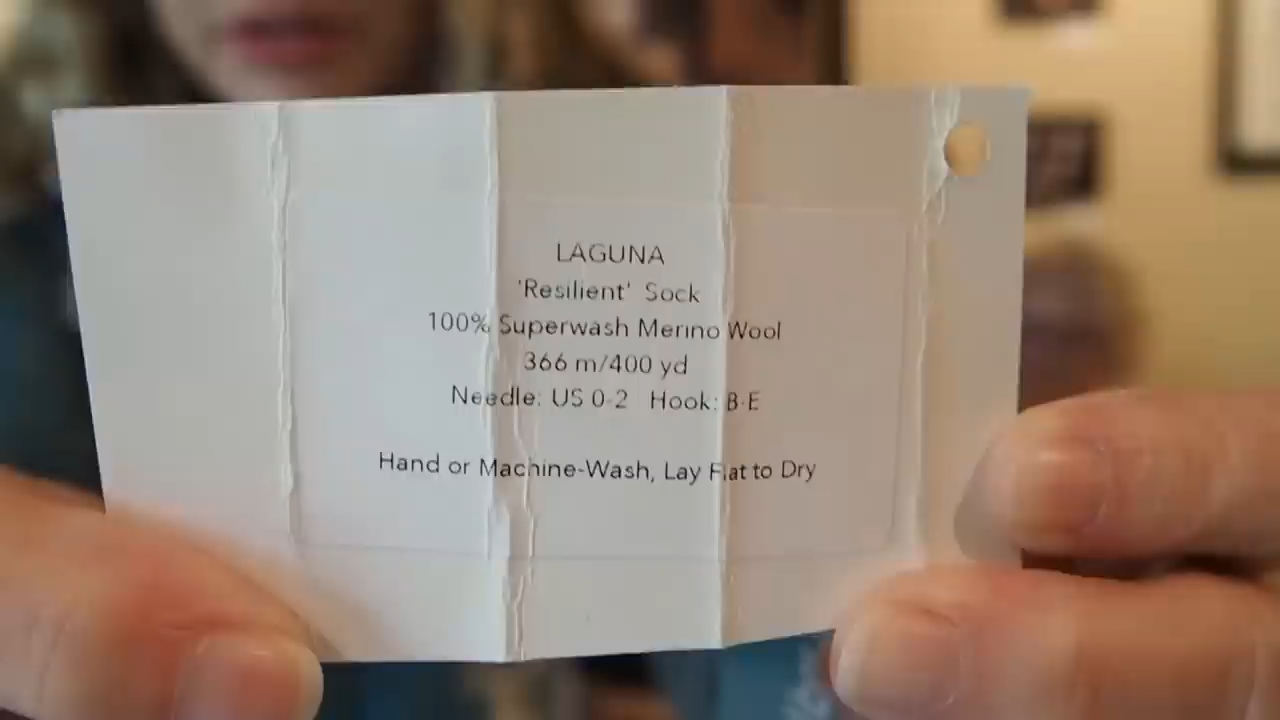 LAGUNA
'Resilient' Sock
100% Superwash Merino Wool
366 m/400 yd
Needle: US 0-2 Hook: B-E
Hand or Machine-Wash, Lay Flat to Dry